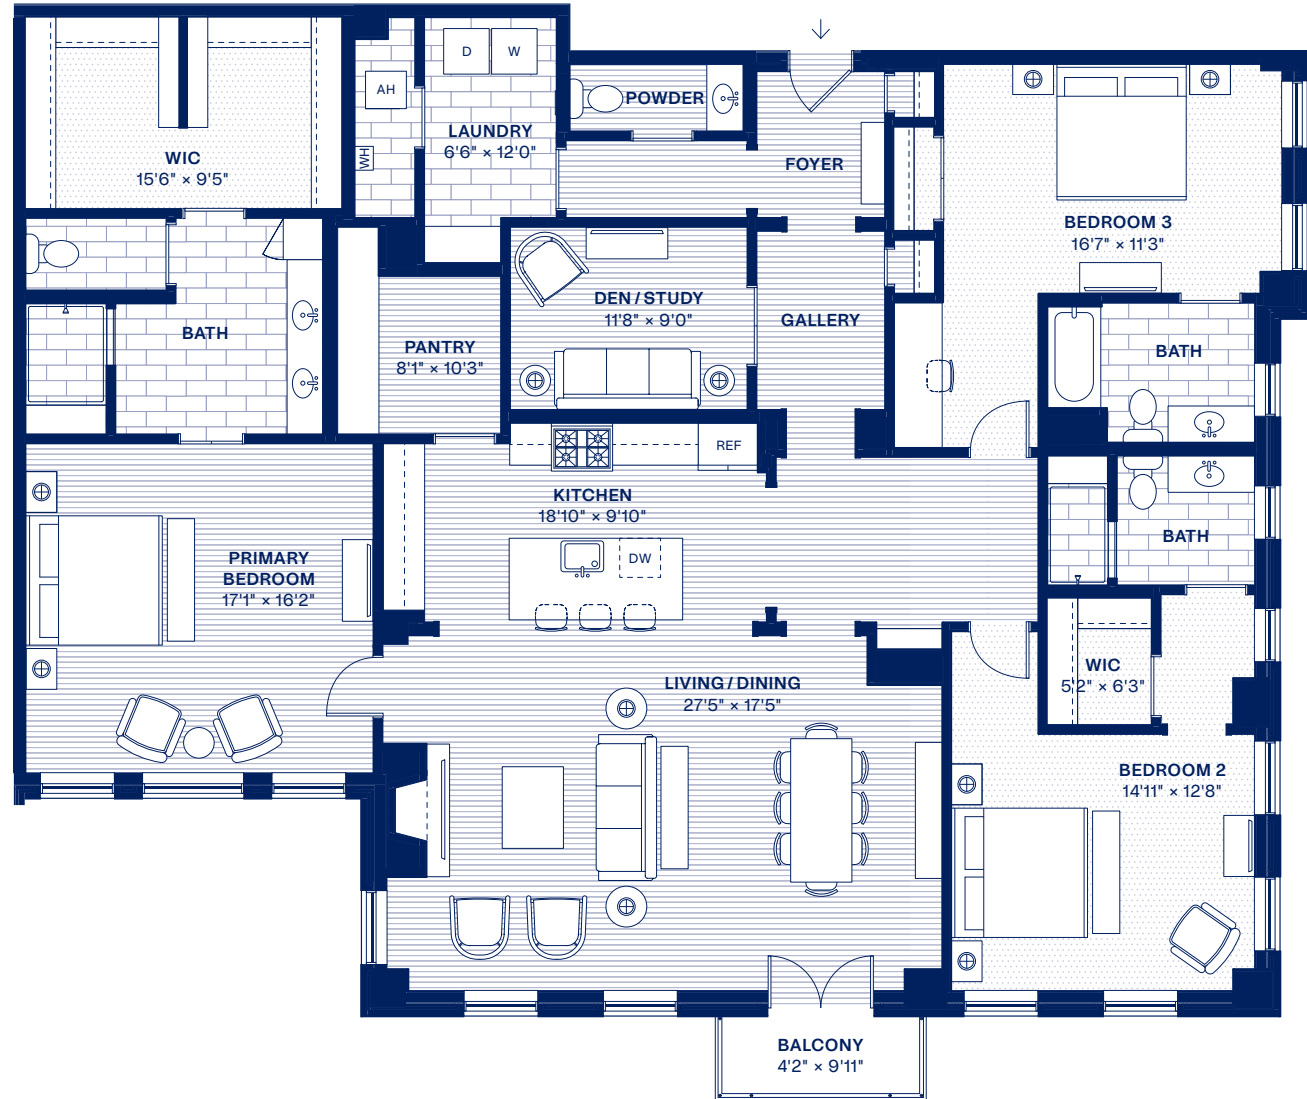 D
W
AH
WH
LAUNDRY
6'6" × 12'0"
POWDER
FOYER
WIC
15'6" × 9'5"
BEDROOM 3
16'7" × 11'3"
DEN / STUDY
11'8" × 9'0"
GALLERY
BATH
PANTRY
8'1" × 10'3"
BATH
REF
KITCHEN
18'10" × 9'10"
DW
BATH
PRIMARY
BEDROOM
17'1" × 16'2"
LIVING / DINING
27'5" × 17'5"
WIC
5'2" × 6'3"
BEDROOM 2
14'11" × 12'8"
BALCONY
4'2" × 9'11"